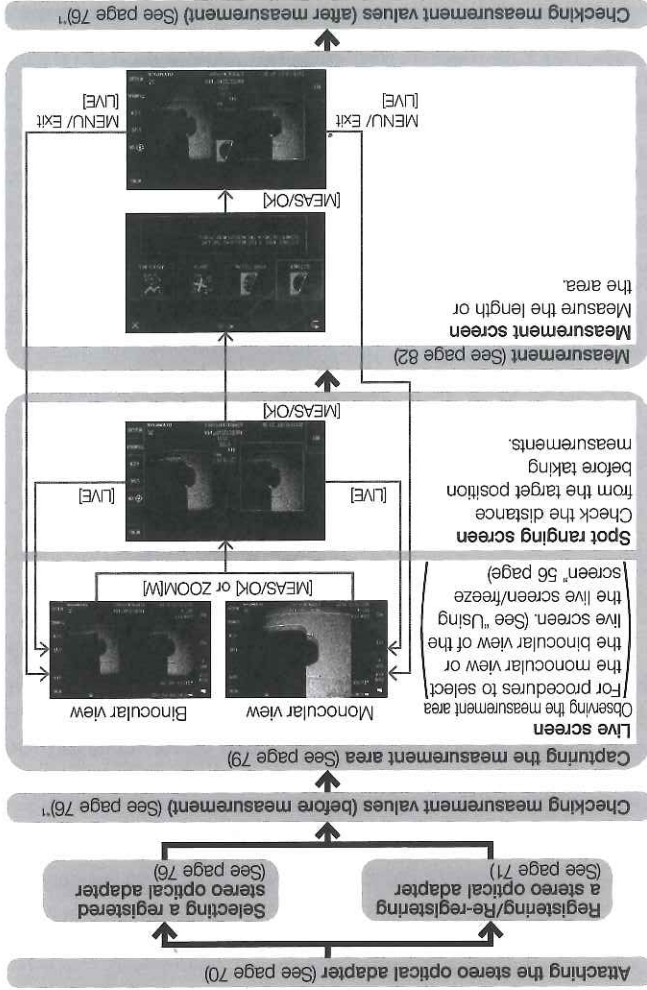 Attaching the stereo optical adapter (See page 70)
Registering/Re-registering
a stereo optical adapter
(See page 71)
Selecting a registered
stereo optical adapter
(See page 76)
Checking measurement values (before) measurement) (See page 76)*1
Capturing the measurement area (See page 79)
Live screen
Observing the measurement area
For procedures to select
the monocular view or
the binocular view of the
live screen. (See "Using
the live screen/freeze
screen" 56 page)
Monocular view
Binocular view
[MEAS/OK] or ZOOM[W]
Spot ranging screen
Check the distance
from the target position
before taking
measurements.
[LIVE]
[LIVE]
[MEAS/OK]
Measurement (See page 82)
Measurement screen
Measure the length or
the area.
[MEAS/OK]
MENU/ Exit
[LIVE]
MENU/ Exit
[LIVE]
Checking measurement values (after measurement) (See page 76)*1